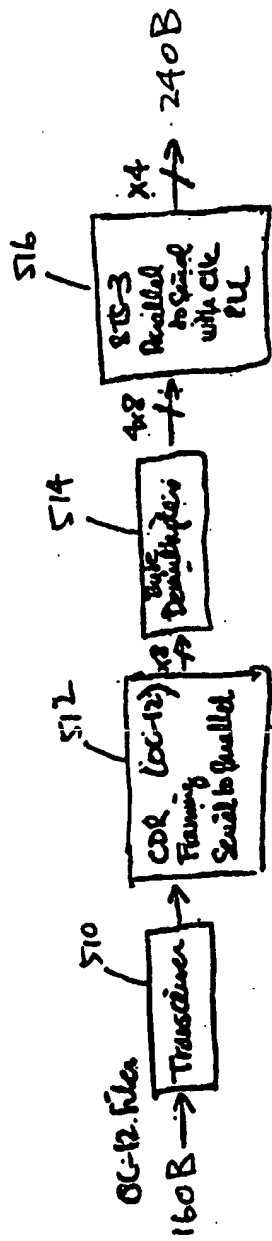 OC-12 Fiber
160B
510
Transceiver
512
CDR (OC-12)
Framing
Serial to Parallel
x8
514
Byte
Demultiplexer
4x8
516
STS-3
Parallel
to Serial
with Clk
PLL
x4
240B